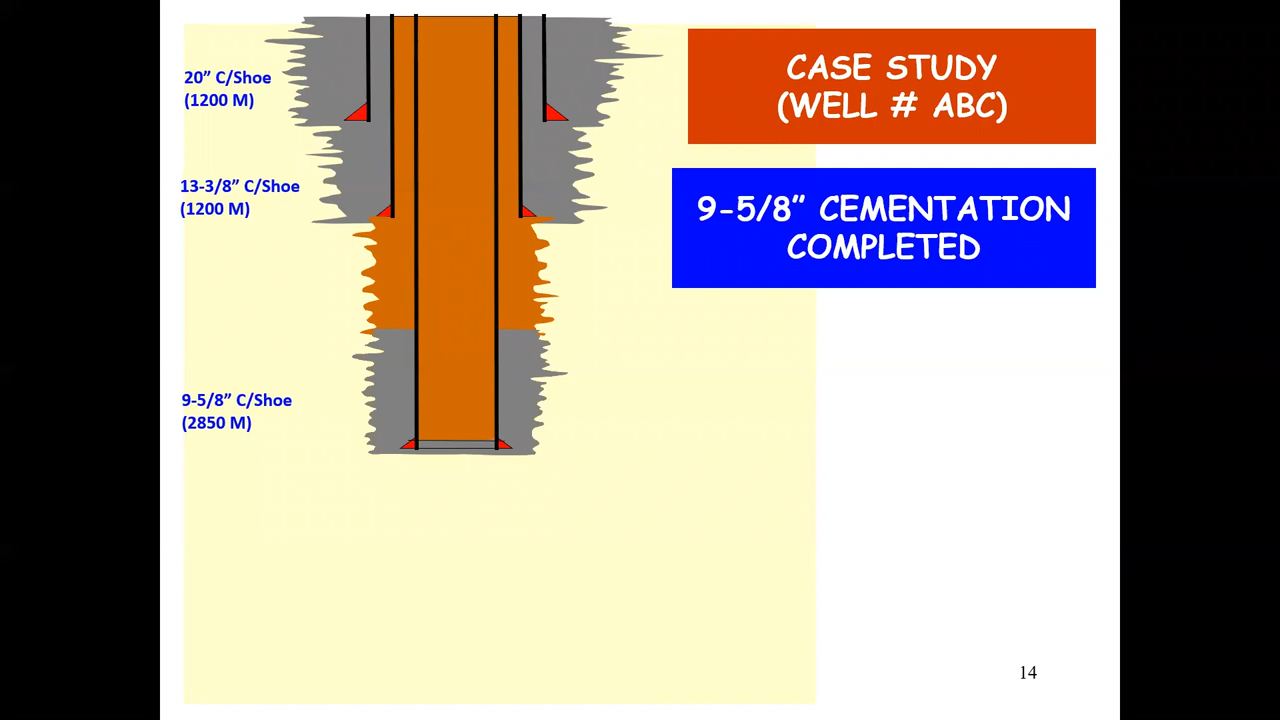 20” C/Shoe
(1200 M)
13-3/8” C/Shoe
(1200 M)
9-5/8” C/Shoe
(2850 M)
CASE STUDY
(WELL # ABC)
9-5/8” CEMENTATION
COMPLETED
14